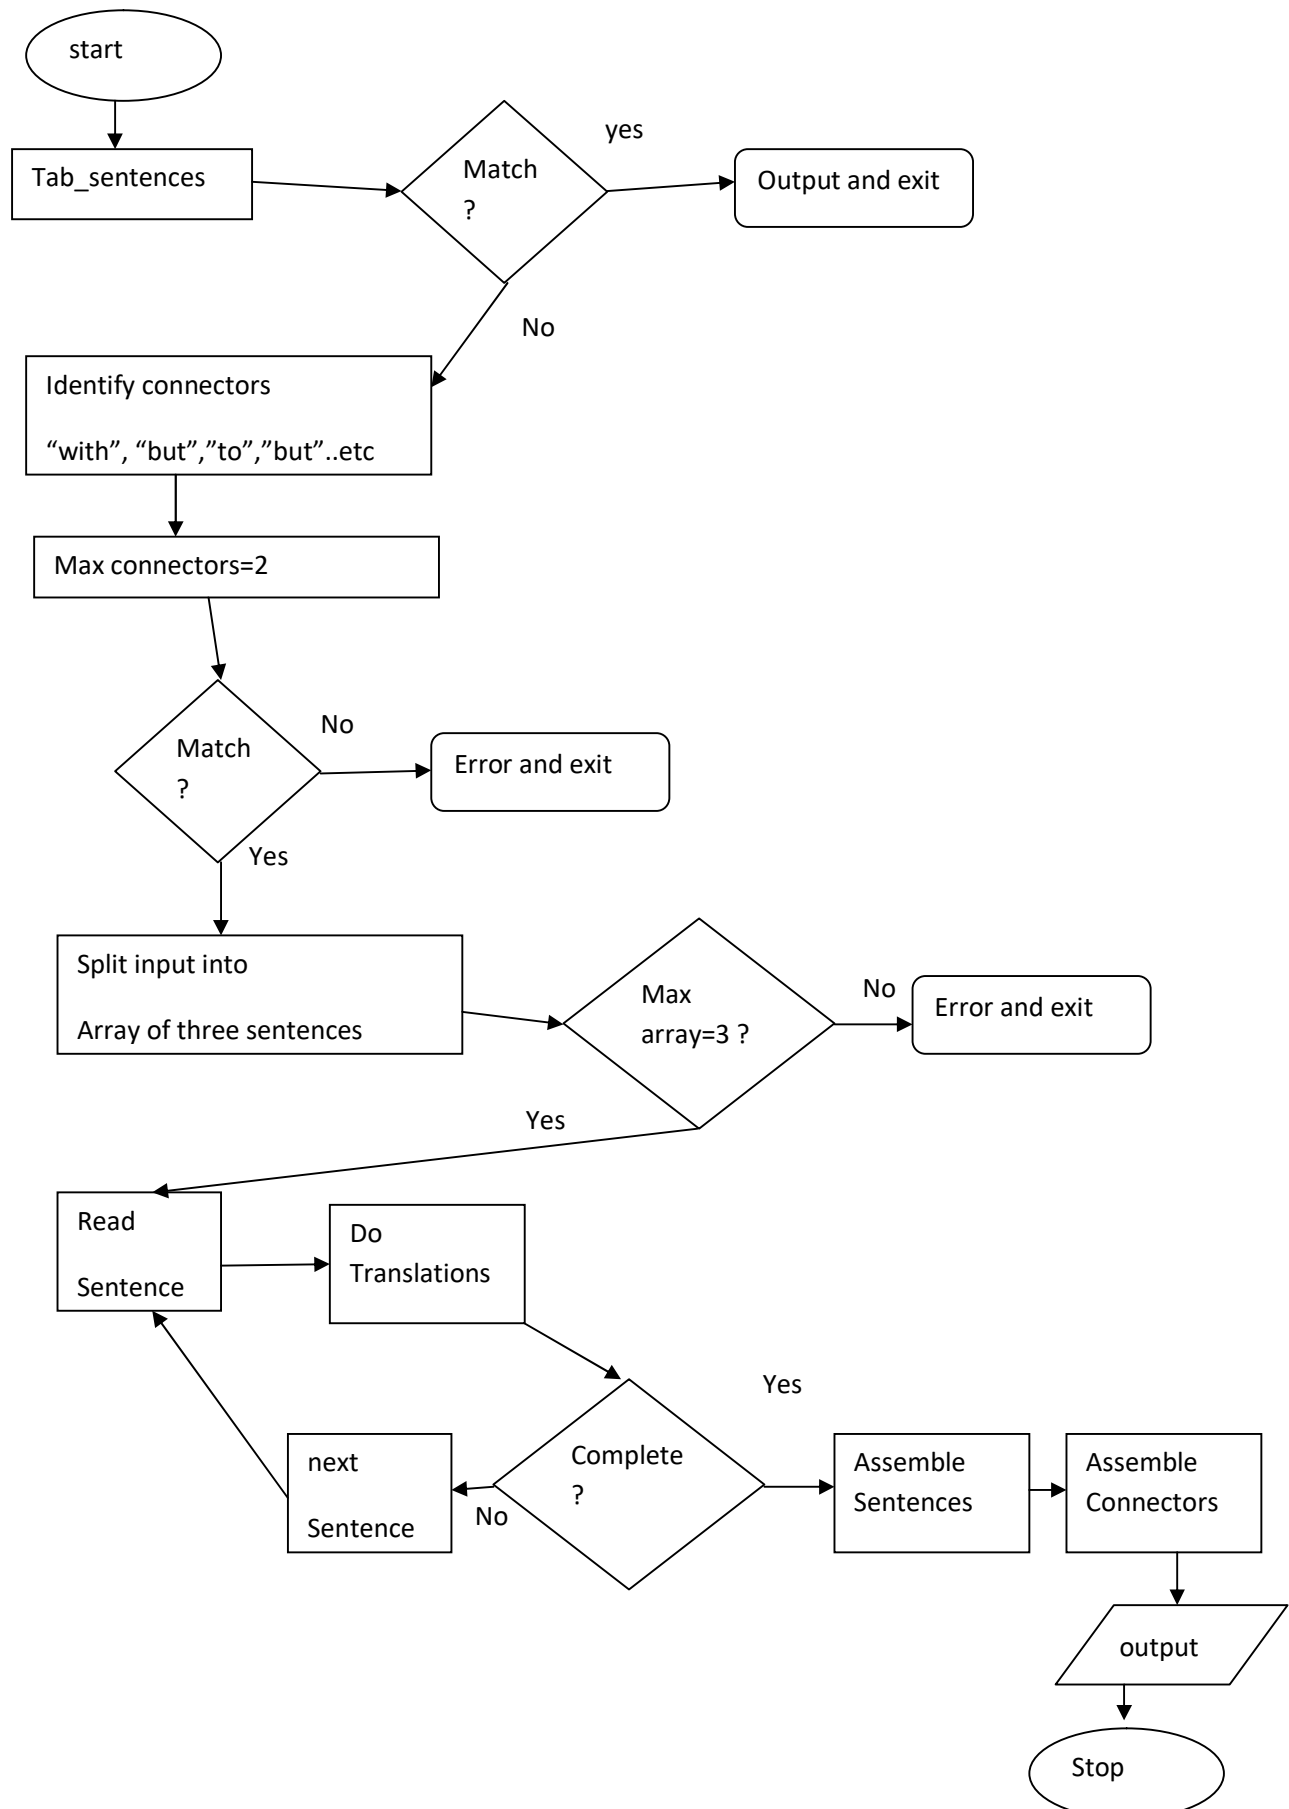 start
Tab_sentences
Match
?
yes
Output and exit
No
Identify connectors
“with”, “but”,”to”,”but”..etc
Max connectors=2
Match
?
No
Error and exit
Yes
Split input into
Array of three sentences
Max
array=3 ?
No
Error and exit
Yes
Read
Sentence
Do
Translations
Complete
?
No
next
Sentence
Yes
Assemble
Sentences
Assemble
Connectors
output
Stop